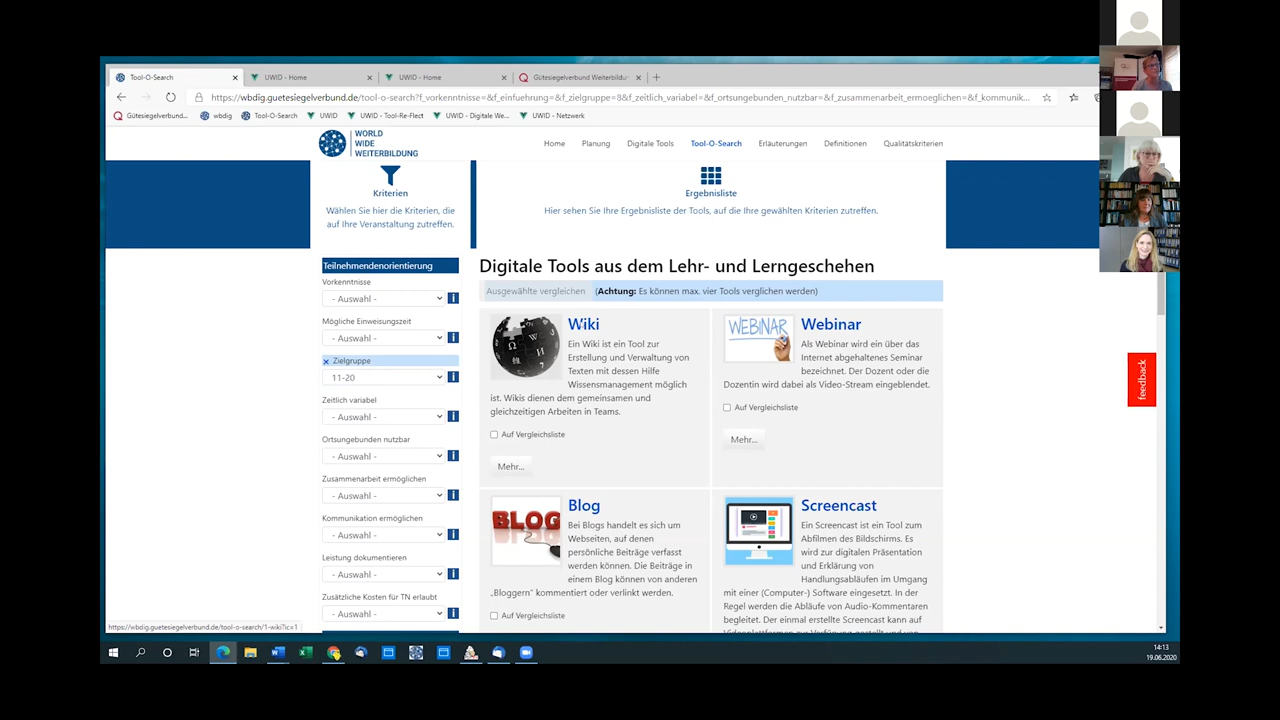 Tool-O-Search
UWID - Home
UWID - Home
Gütesiegelverbund Weiterbildung
https://wbdig.guetesiegelverbund.de/tool-o-search?f_vorkenntnisse=&f_einfuehrung=&f_zielgruppe=3&f_zeitlich_variabel=&f_ortsungebunden_nutzbar=&f_zusammenarbeit_ermoeglichen=&f_kommunik...
Gütesiegelverbund...
wbdig
Tool-O-Search
UWID
UWID - Tool-Re-Flect
UWID - Digitale We...
UWID - Netzwerk
WORLD
WIDE
WEITERBILDUNG
Home
Planung
Digitale Tools
Tool-O-Search
Erläuterungen
Definitionen
Qualitätskriterien
Kriterien
Wählen Sie hier die Kriterien, die
auf Ihre Veranstaltung zutreffen.
Ergebnisliste
Hier sehen Sie Ihre Ergebnisliste der Tools, auf die Ihre gewählten Kriterien zutreffen.
Teilnehmendenorientierung
Vorkenntnisse
- Auswahl -
Mögliche Einweisungszeit
- Auswahl -
x Zielgruppe
11-20
Zeitlich variabel
- Auswahl -
Ortsungebunden nutzbar
- Auswahl -
Zusammenarbeit ermöglichen
- Auswahl -
Kommunikation ermöglichen
- Auswahl -
Leistung dokumentieren
- Auswahl -
Zusätzliche Kosten für TN erlaubt
- Auswahl -
Digitale Tools aus dem Lehr- und Lerngeschehen
Ausgewählte vergleichen (Achtung: Es können max. vier Tools verglichen werden)
Wiki
Ein Wiki ist ein Tool zur
Erstellung und Verwaltung von
Texten mit dessen Hilfe
Wissensmanagement möglich
ist. Wikis dienen dem gemeinsamen und
gleichzeitigen Arbeiten in Teams.
Auf Vergleichsliste
Mehr...
WEBINAR
Webinar
Als Webinar wird ein über das
Internet abgehaltenes Seminar
bezeichnet. Der Dozent oder die
Dozentin wird dabei als Video-Stream eingeblendet.
Auf Vergleichsliste
Mehr...
BLOG
Blog
Bei Blogs handelt es sich um
Webseiten, auf denen
persönliche Beiträge verfasst
werden können. Die Beiträge in
einem Blog können von anderen
„Bloggern" kommentiert oder verlinkt werden.
Auf Vergleichsliste
Screencast
Ein Screencast ist ein Tool zum
Abfilmen des Bildschirms. Es
wird zur digitalen Präsentation
und Erklärung von
Handlungsabläufen im Umgang
mit einer (Computer-) Software eingesetzt. In der
Regel werden die Abläufe von Audio-Kommentaren
begleitet. Der einmal erstellte Screencast kann auf
feedback
https://wbdig.guetesiegelverbund.de/tool-o-search/1-wiki?ic=1
14:13
19.06.2020